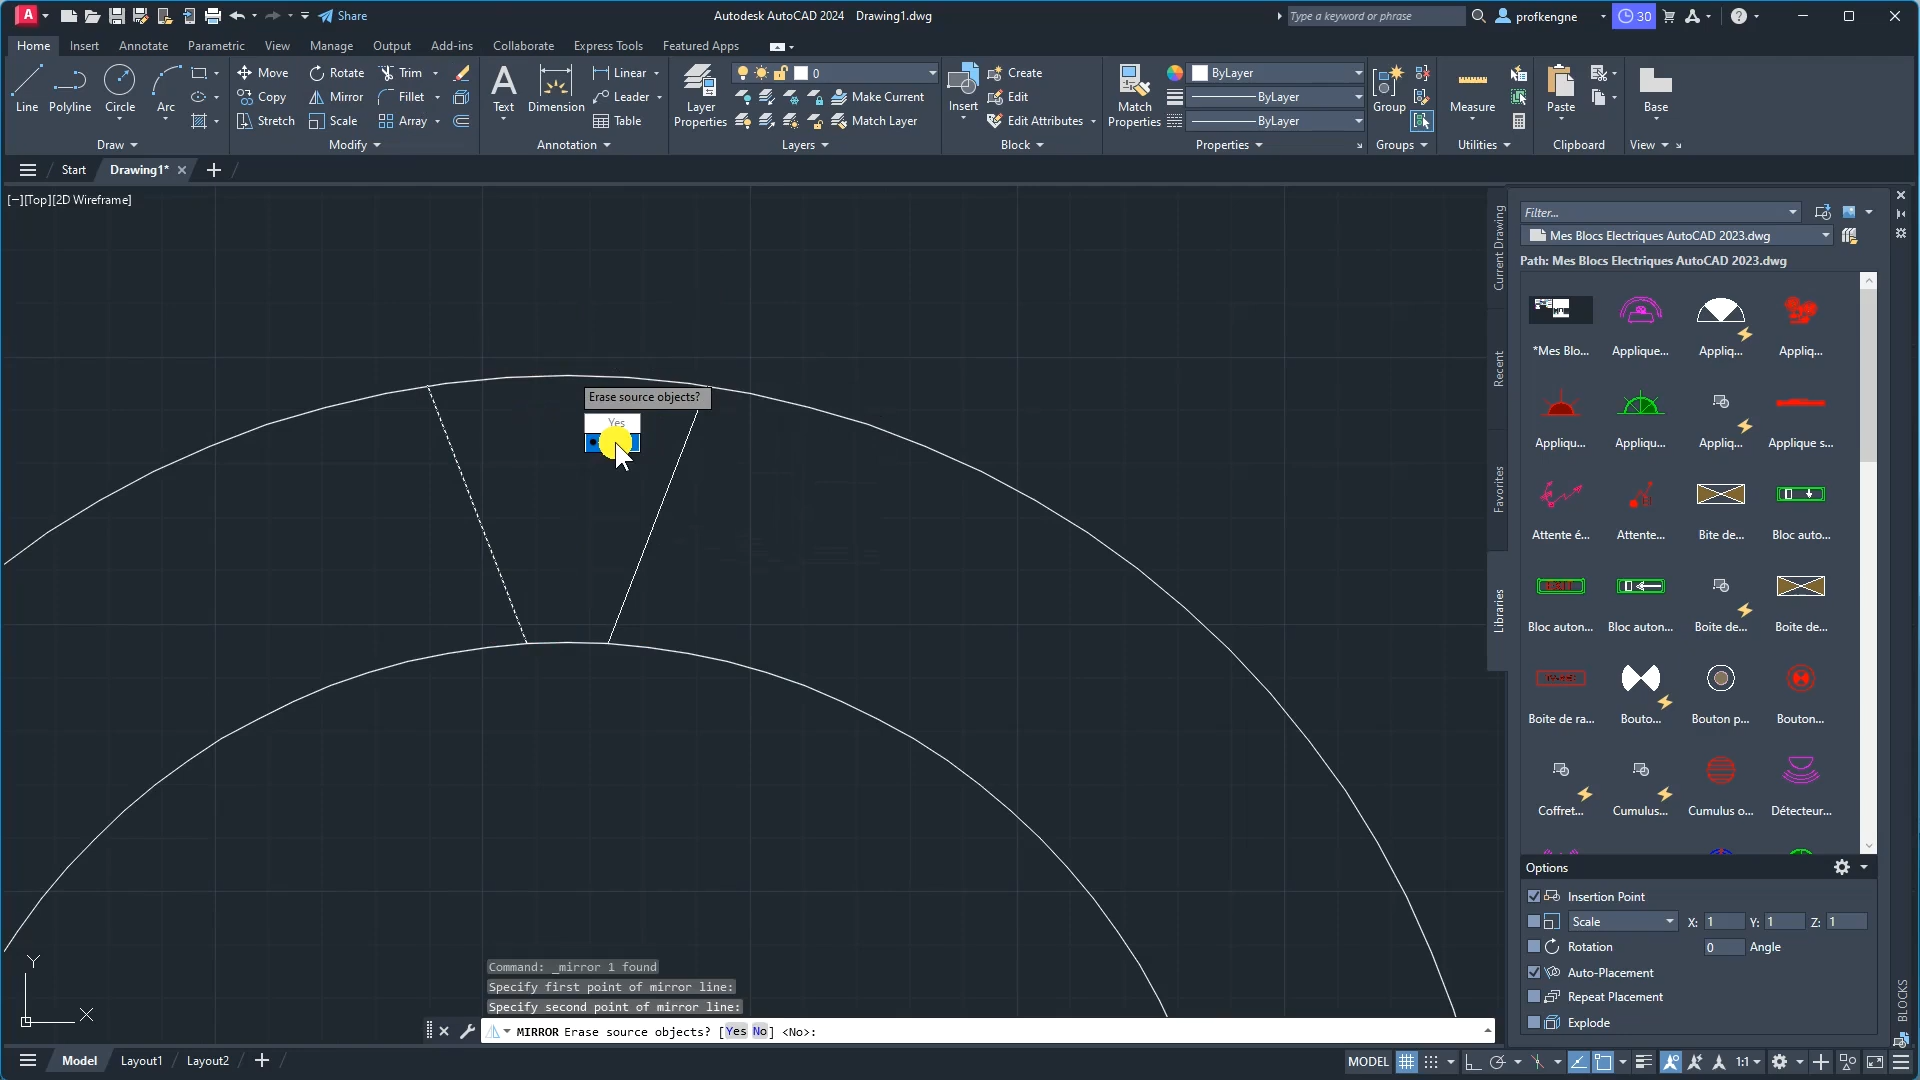 Share
Autodesk AutoCAD 2024 Drawing1.dwg
Type a keyword or phrase
profkengne
30
Home Insert Annotate Parametric View Manage Output Add-ins Collaborate Express Tools Featured Apps
Line Polyline Circle Arc
Move Rotate Trim
Copy Mirror Fillet
Stretch Scale Array
Text Dimension
Linear
Leader
Table
Layer Properties
0
Make Current
Match Layer
Insert
Create
Edit
Edit Attributes
Match Properties
ByLayer
ByLayer
ByLayer
Group
Measure
Paste
Base
Draw Modify Annotation Layers Block Properties Groups Utilities Clipboard View
Start Drawing1*
[−][Top][2D Wireframe]
Erase source objects?
Yes
Command: _mirror 1 found
Specify first point of mirror line:
Specify second point of mirror line:
MIRROR Erase source objects? [Yes No] <No>:
Y
X
Current Drawing
Recent
Favorites
Libraries
Filter...
Mes Blocs Electriques AutoCAD 2023.dwg
Path: Mes Blocs Electriques AutoCAD 2023.dwg
*Mes Blo... Applique... Appliq... Appliq...
Appliqu... Appliqu... Appliq... Applique s...
Attente é... Attente... Bite de... Bloc auto...
Bloc auton... Bloc auton... Boite de... Boite de...
Boite de ra... Bouto... Bouton p... Bouton...
Coffret... Cumulus... Cumulus o... Détecteur...
Options
Insertion Point
Scale X: 1 Y: 1 Z: 1
Rotation 0 Angle
Auto-Placement
Repeat Placement
Explode
BLOCKS
Model Layout1 Layout2
MODEL
1:1